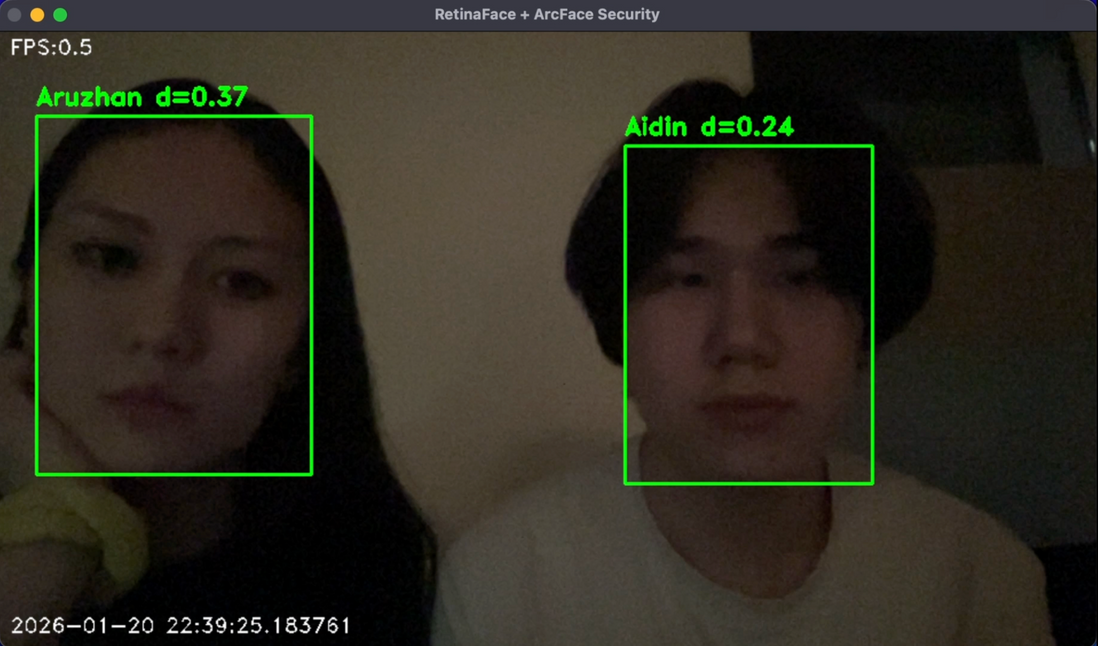 RetinaFace + ArcFace Security
FPS:0.5
Aruzhan d=0.37
Aidin d=0.24
2026-01-20 22:39:25.183761